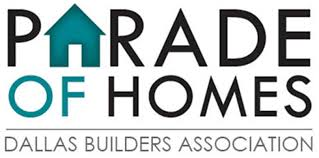 PARADE
OF HOMES
DALLAS BUILDERS ASSOCIATION